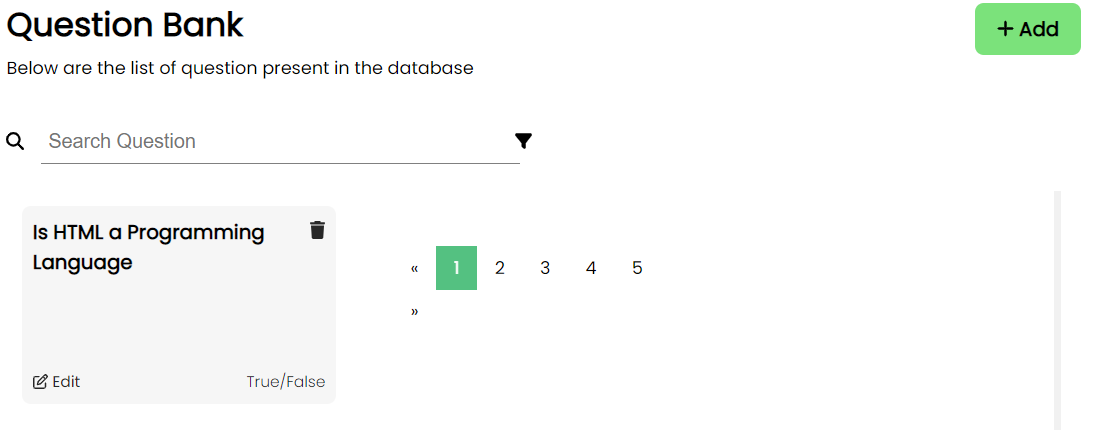 Question Bank
+ Add
Below are the list of question present in the database
Search Question
Is HTML a Programming
Language
Edit
True/False
« 1 2 3 4 5
»